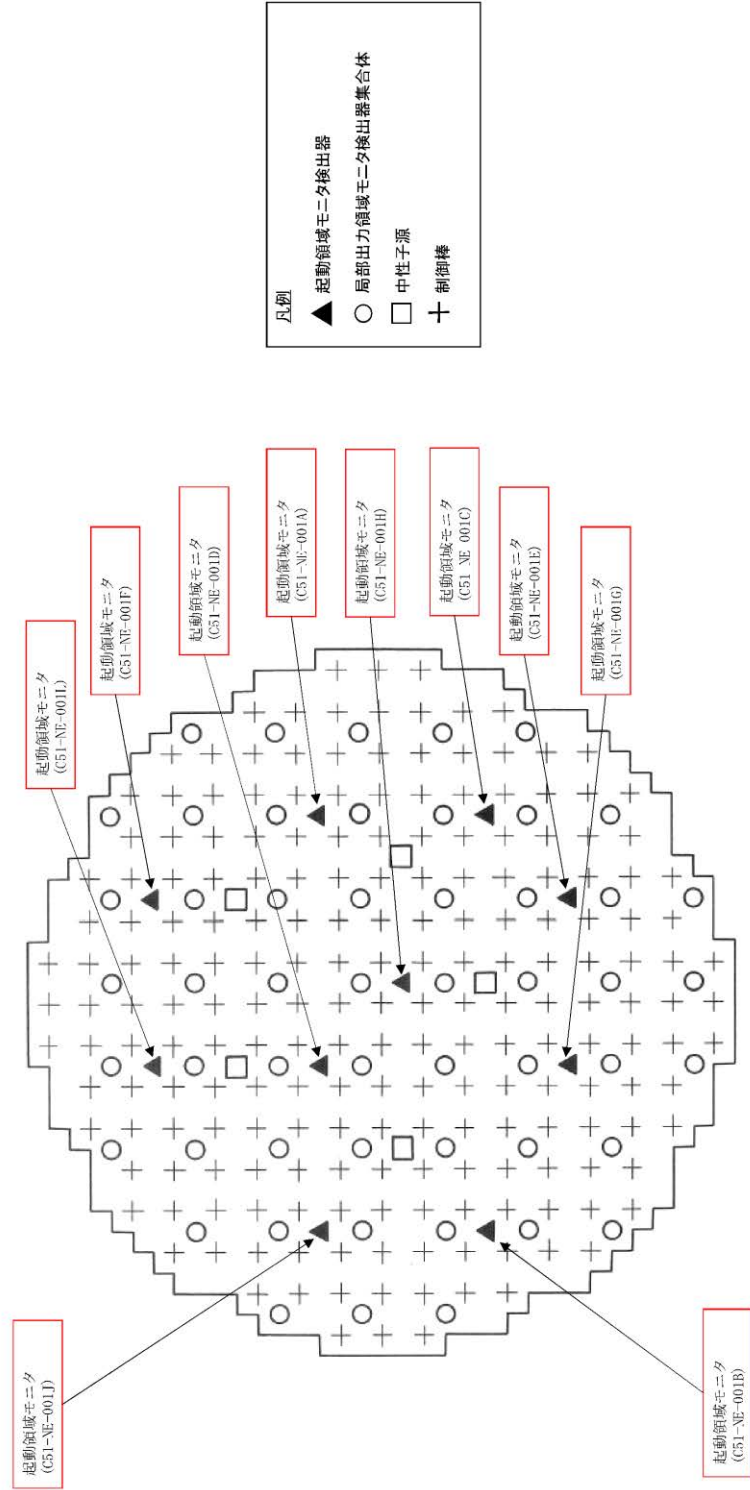 起動領域モニタ
(C51-NE-001J)
起動領域モニタ
(C51-NE-001B)
起動領域モニタ
(C51-NE-001L)
起動領域モニタ
(C51-NE-001F)
起動領域モニタ
(C51-NE-001D)
起動領域モニタ
(C51-NE-001A)
起動領域モニタ
(C51-NE-001H)
起動領域モニタ
(C51 NE 001C)
起動領域モニタ
(C51-NE-001E)
起動領域モニタ
(C51-NE-001G)
凡例
起動領域モニタ検出器
局部出力領域モニタ検出器集合体
中性子源
制御棒